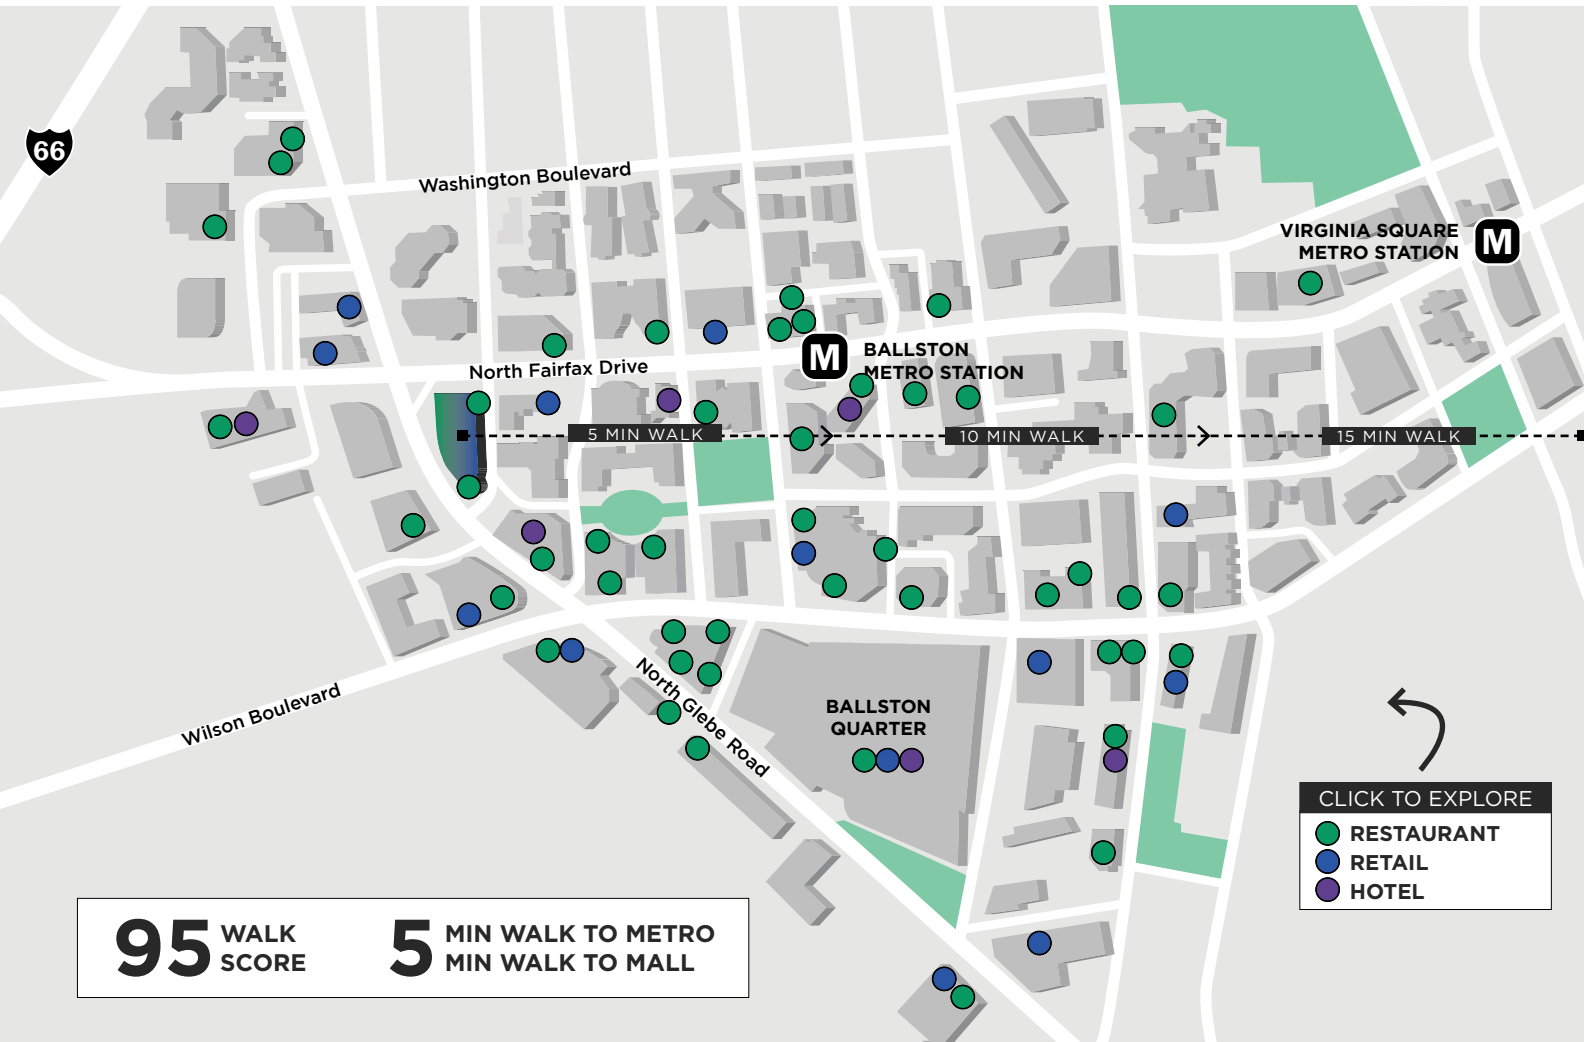 66
Washington Boulevard
VIRGINIA SQUARE
METRO STATION
M
North Fairfax Drive
M
BALLSTON
METRO STATION
5 MIN WALK
10 MIN WALK
15 MIN WALK
Wilson Boulevard
North Glebe Road
BALLSTON
QUARTER
CLICK TO EXPLORE
RESTAURANT
RETAIL
HOTEL
95 WALK
SCORE
5 MIN WALK TO METRO
MIN WALK TO MALL